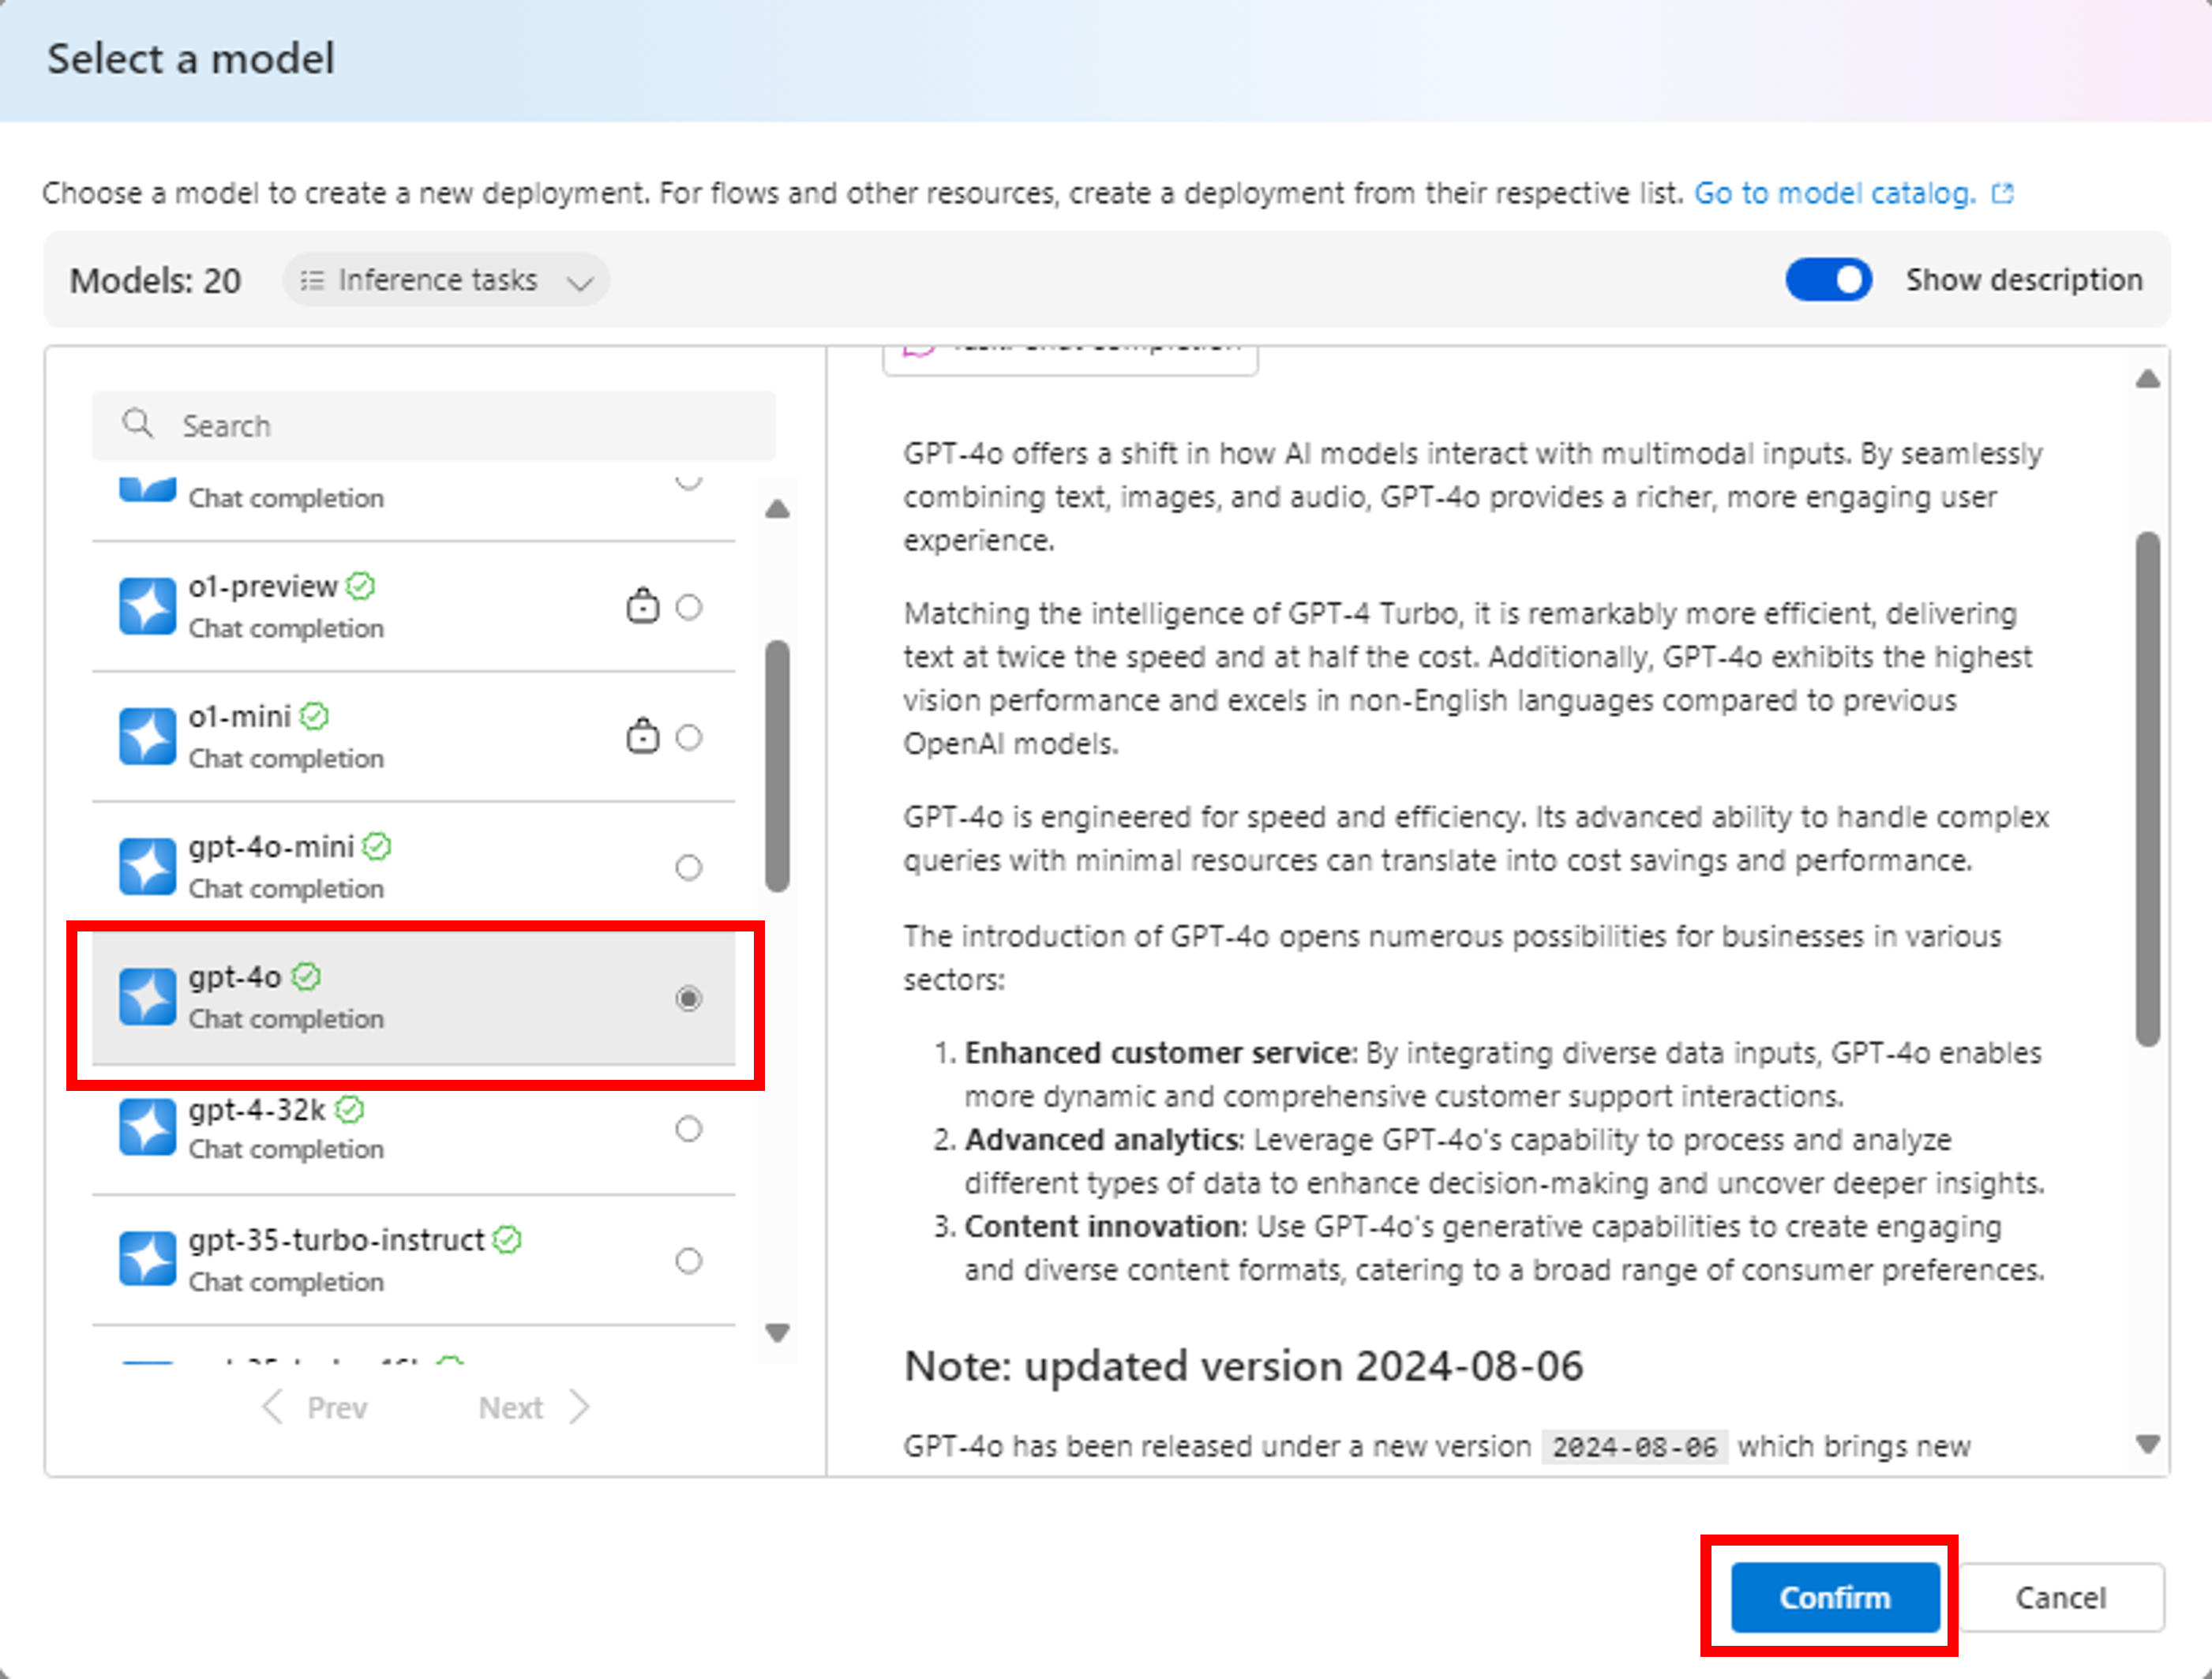 Select a model
Choose a model to create a new deployment. For flows and other resources, create a deployment from their respective list. Go to model catalog.
Models: 20
Inference tasks
Show description
Search
Chat completion
o1-preview
Chat completion
o1-mini
Chat completion
gpt-4o-mini
Chat completion
gpt-4o
Chat completion
gpt-4-32k
Chat completion
gpt-35-turbo-instruct
Chat completion
Prev
Next
GPT-4o offers a shift in how AI models interact with multimodal inputs. By seamlessly
combining text, images, and audio, GPT-4o provides a richer, more engaging user
experience.
Matching the intelligence of GPT-4 Turbo, it is remarkably more efficient, delivering
text at twice the speed and at half the cost. Additionally, GPT-4o exhibits the highest
vision performance and excels in non-English languages compared to previous
OpenAI models.
GPT-4o is engineered for speed and efficiency. Its advanced ability to handle complex
queries with minimal resources can translate into cost savings and performance.
The introduction of GPT-4o opens numerous possibilities for businesses in various
sectors:
1. Enhanced customer service: By integrating diverse data inputs, GPT-4o enables
more dynamic and comprehensive customer support interactions.
2. Advanced analytics: Leverage GPT-4o's capability to process and analyze
different types of data to enhance decision-making and uncover deeper insights.
3. Content innovation: Use GPT-4o's generative capabilities to create engaging
and diverse content formats, catering to a broad range of consumer preferences.
Note: updated version 2024-08-06
GPT-4o has been released under a new version 2024-08-06 which brings new
Confirm
Cancel